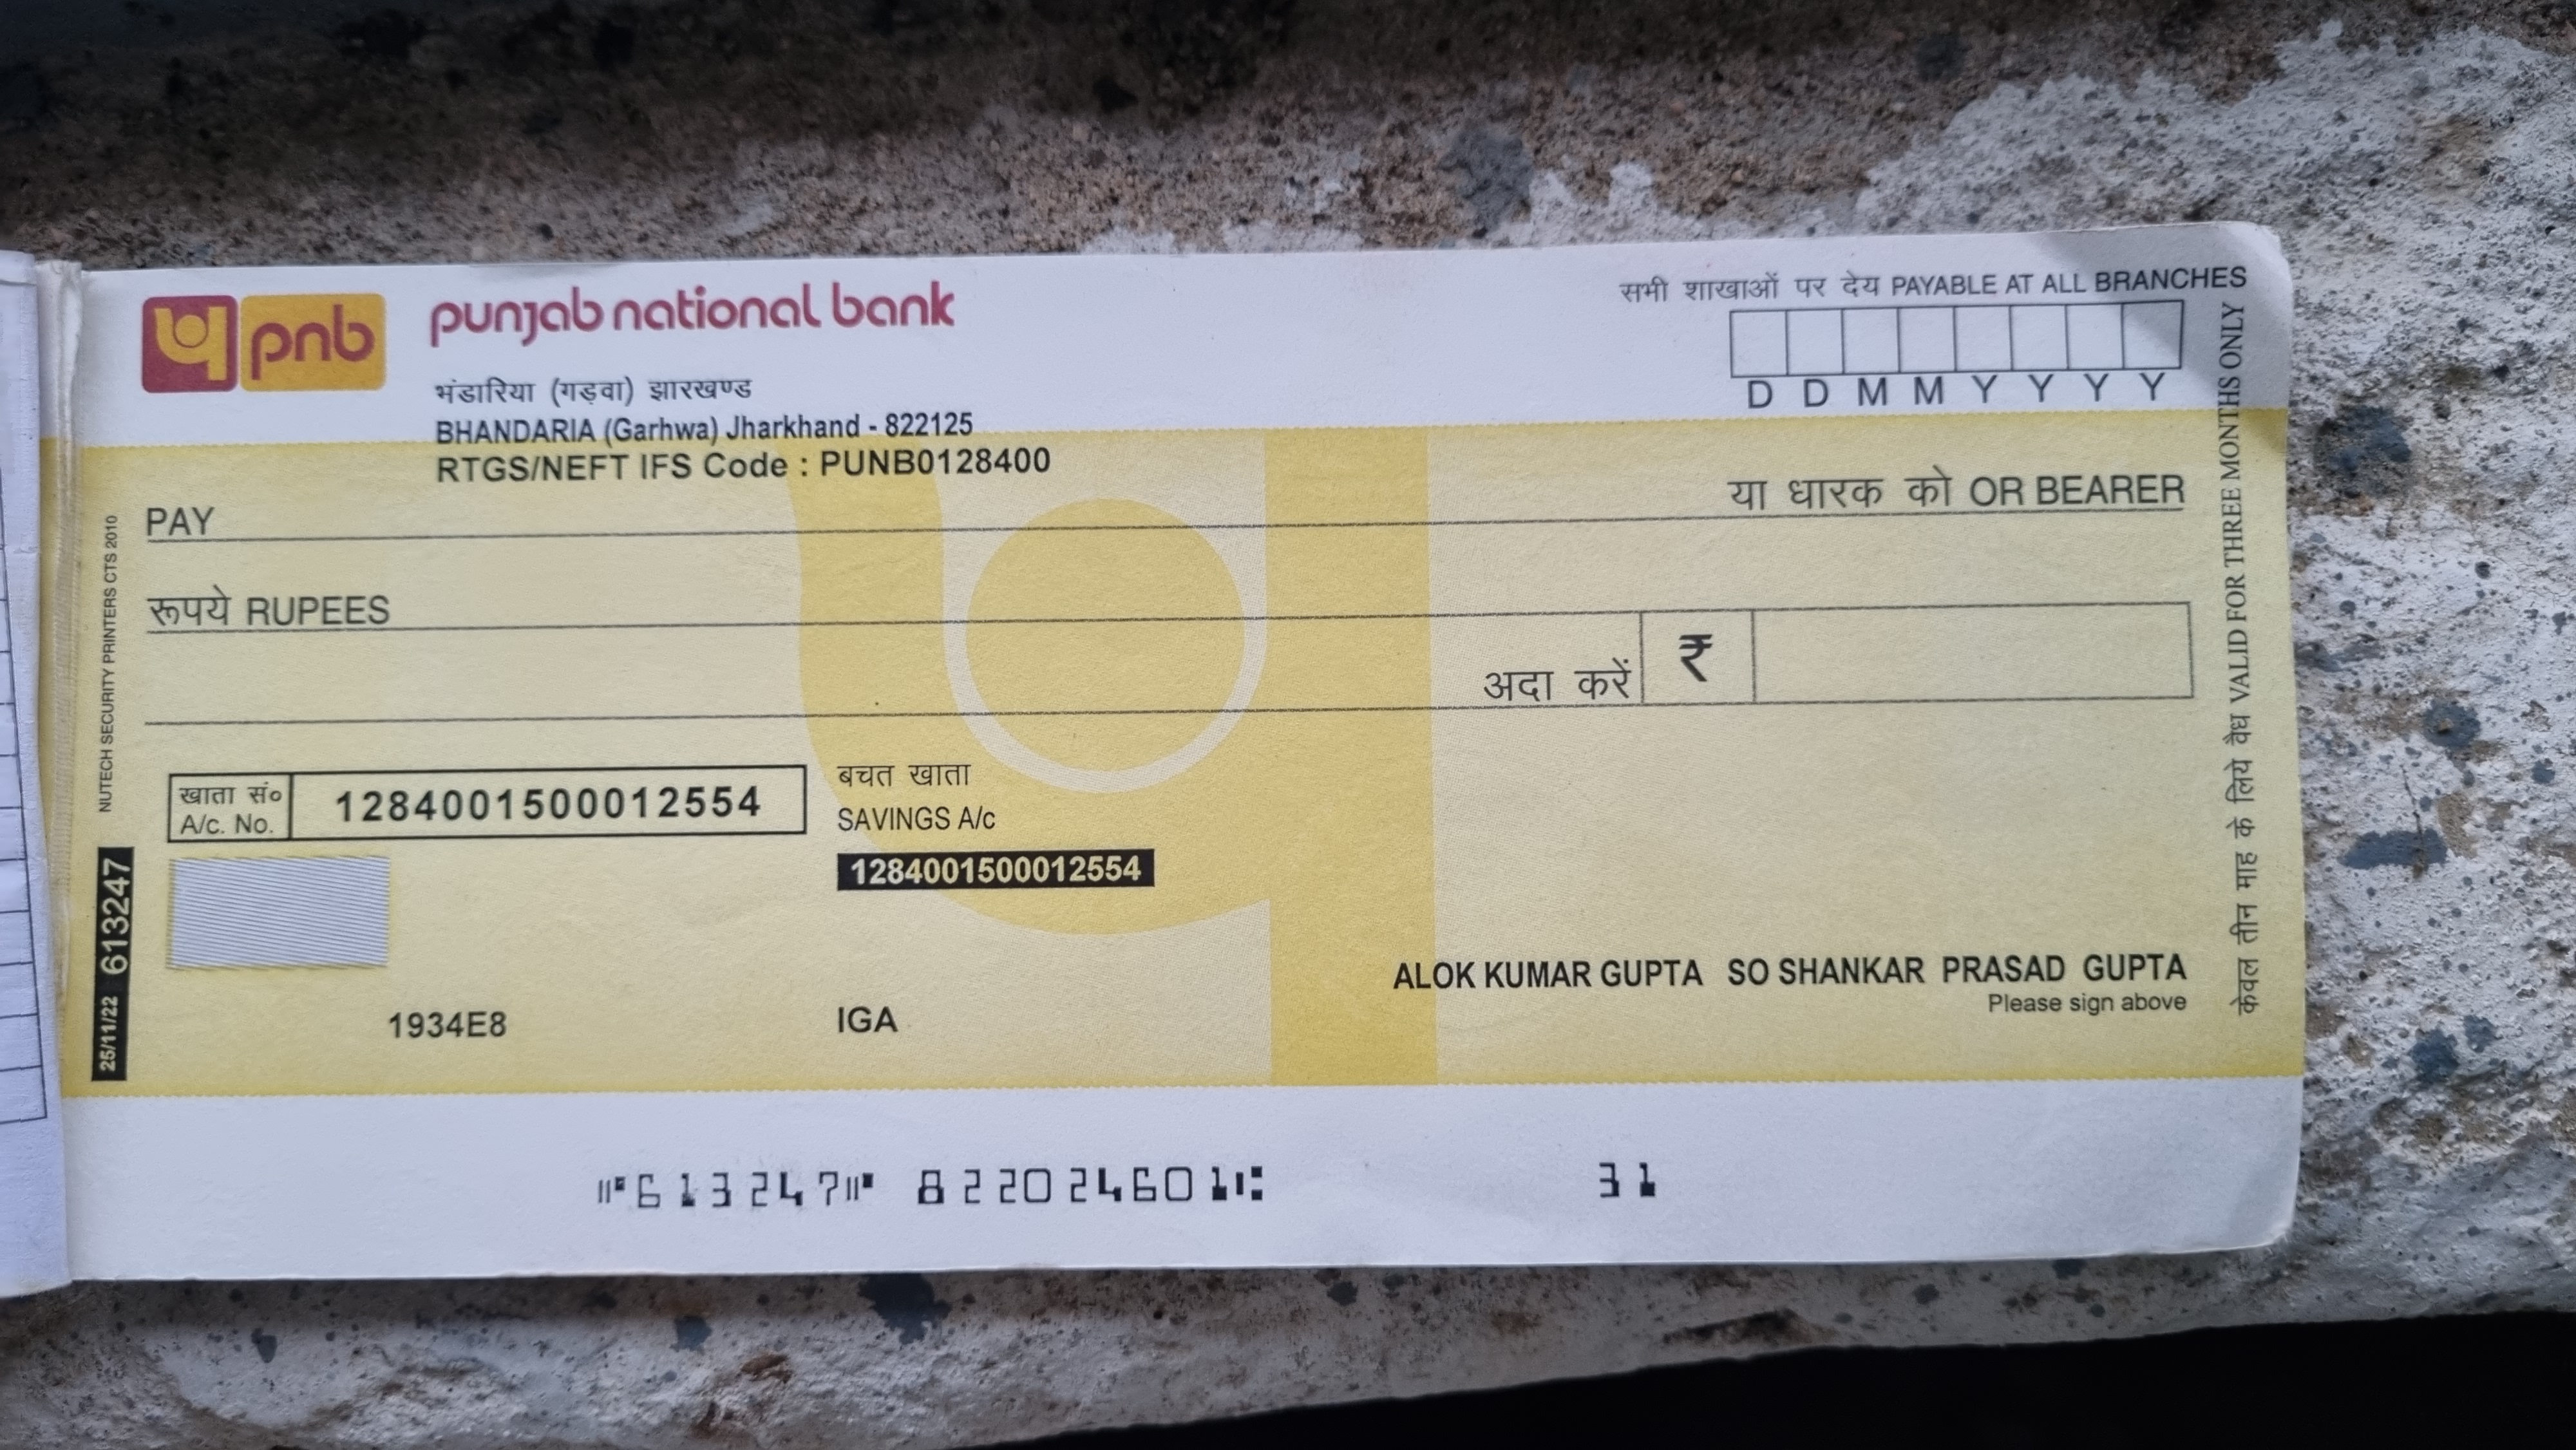 प pnb
punjab national bank
भंडारिया (गड़वा) झारखण्ड
BHANDARIA (Garhwa) Jharkhand - 822125
RTGS/NEFT IFS Code : PUNB0128400
सभी शाखाओं पर देय PAYABLE AT ALL BRANCHES
D D M M Y Y Y Y
PAY
या धारक को OR BEARER
रूपये RUPEES
अदा करें ₹
खाता सं०
A/c. No.
1284001500012554
बचत खाता
SAVINGS A/c
1284001500012554
ALOK KUMAR GUPTA SO SHANKAR PRASAD GUPTA
Please sign above
1934E8
IGA
NUTECH SECURITY PRINTERS CTS 2010
25/11/22 613247
केवल तीन माह के लिये वैध VALID FOR THREE MONTHS ONLY
⑈613247⑈ 822024601⑆ 31